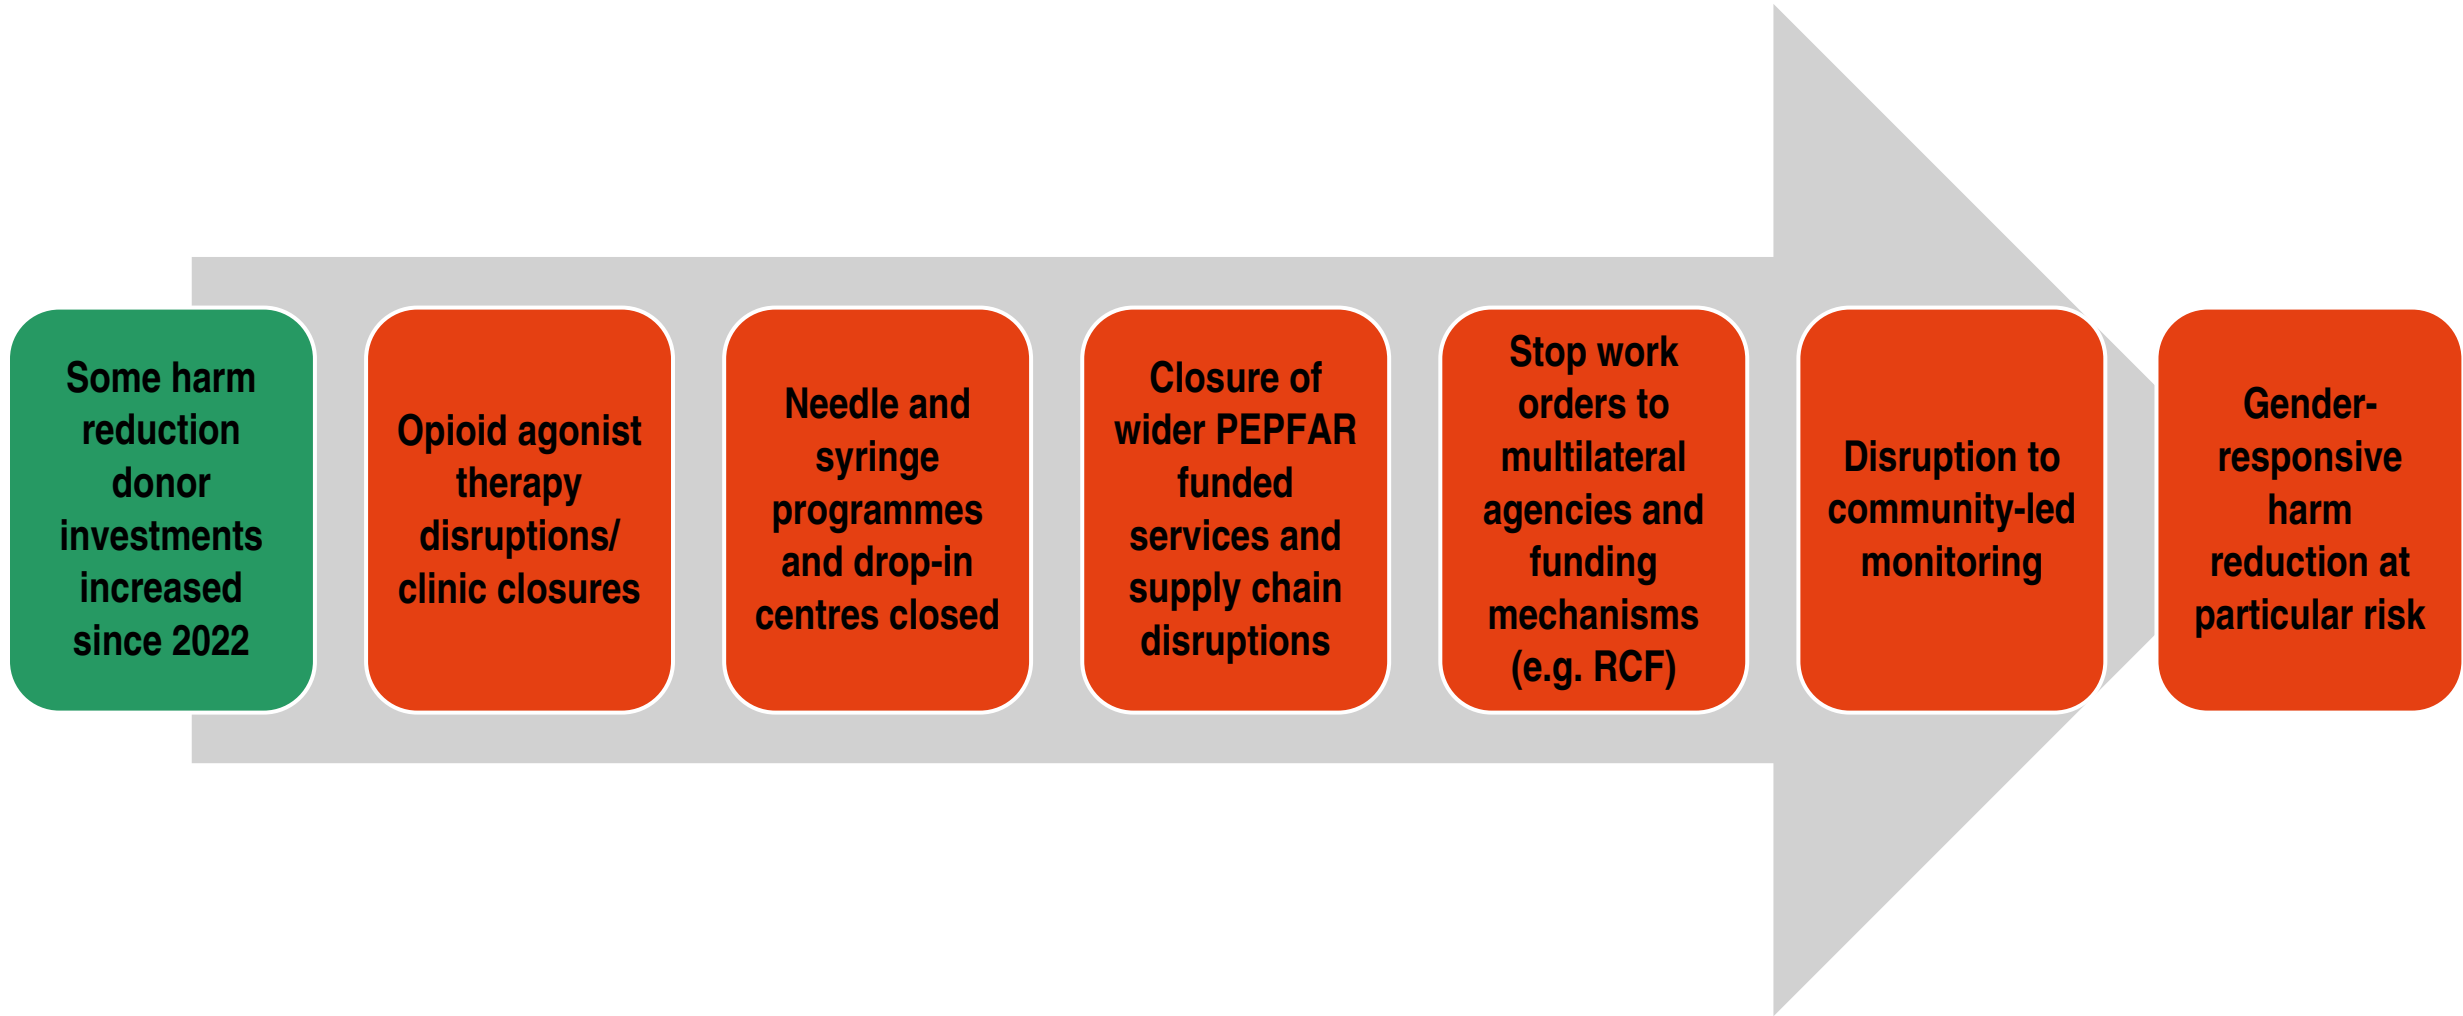 Some harm
reduction
donor
investments
increased
since 2022
Opioid agonist
therapy
disruptions/
clinic closures
Needle and
syringe
programmes
and drop-in
centres closed
Closure of
wider PEPFAR
funded
services and
supply chain
disruptions
Stop work
orders to
multilateral
agencies and
funding
mechanisms
(e.g. RCF)
Disruption to
community-led
monitoring
Gender-
responsive
harm
reduction at
particular risk